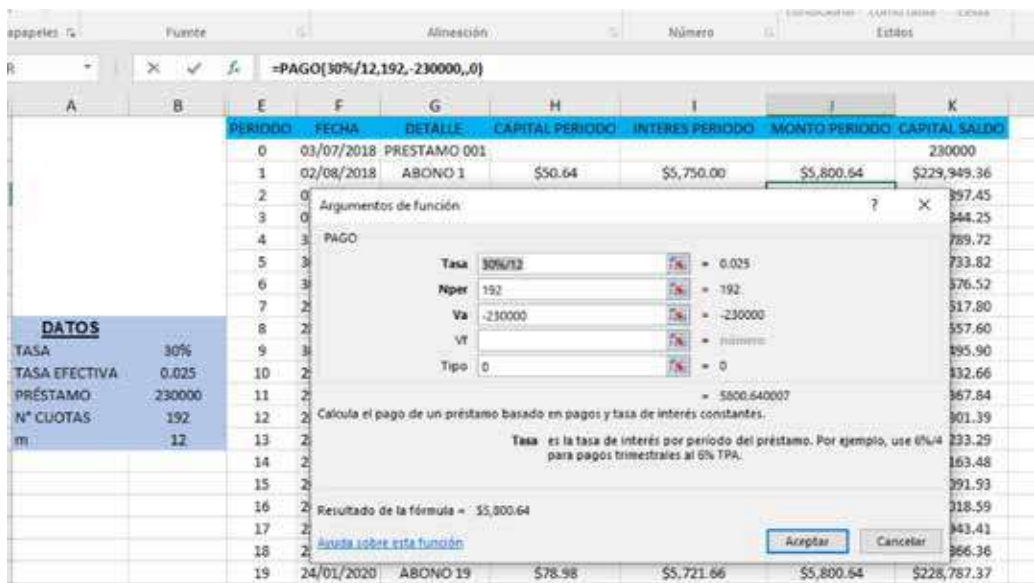 Fuente Alineación Número Estilos
=PAGO(30%/12,192,-230000,,0)
A B E F G H I J K
PERIODO FECHA DETALLE CAPITAL PERIODO INTERES PERIODO MONTO PERIODO CAPITAL SALDO
0 03/07/2018 PRESTAMO 001 230000
1 02/08/2018 ABONO 1 $50.64 $5,750.00 $5,800.64 $229,949.36
2 897.45
3 844.25
4 789.72
5 733.82
6 676.52
7 617.80
8 557.60
9 495.90
10 432.66
11 367.84
12 301.39
13 233.29
14 163.48
15 091.93
16 018.59
17 943.41
18 866.36
19 24/01/2020 ABONO 19 $78.98 $5,721.66 $5,800.64 $228,787.37
DATOS
TASA 30%
TASA EFECTIVA 0.025
PRÉSTAMO 230000
N° CUOTAS 192
m 12
Argumentos de función ? ×
PAGO
Tasa 30%/12 = 0.025
Nper 192 = 192
Va -230000 = -230000
Vf = número
Tipo 0 = 0
= 5800.640007
Calcula el pago de un préstamo basado en pagos y tasa de interés constantes.
Tasa es la tasa de interés por período del préstamo. Por ejemplo, use 6%/4
para pagos trimestrales al 6% TPA.
Resultado de la fórmula = $5,800.64
Ayuda sobre esta función
Aceptar Cancelar